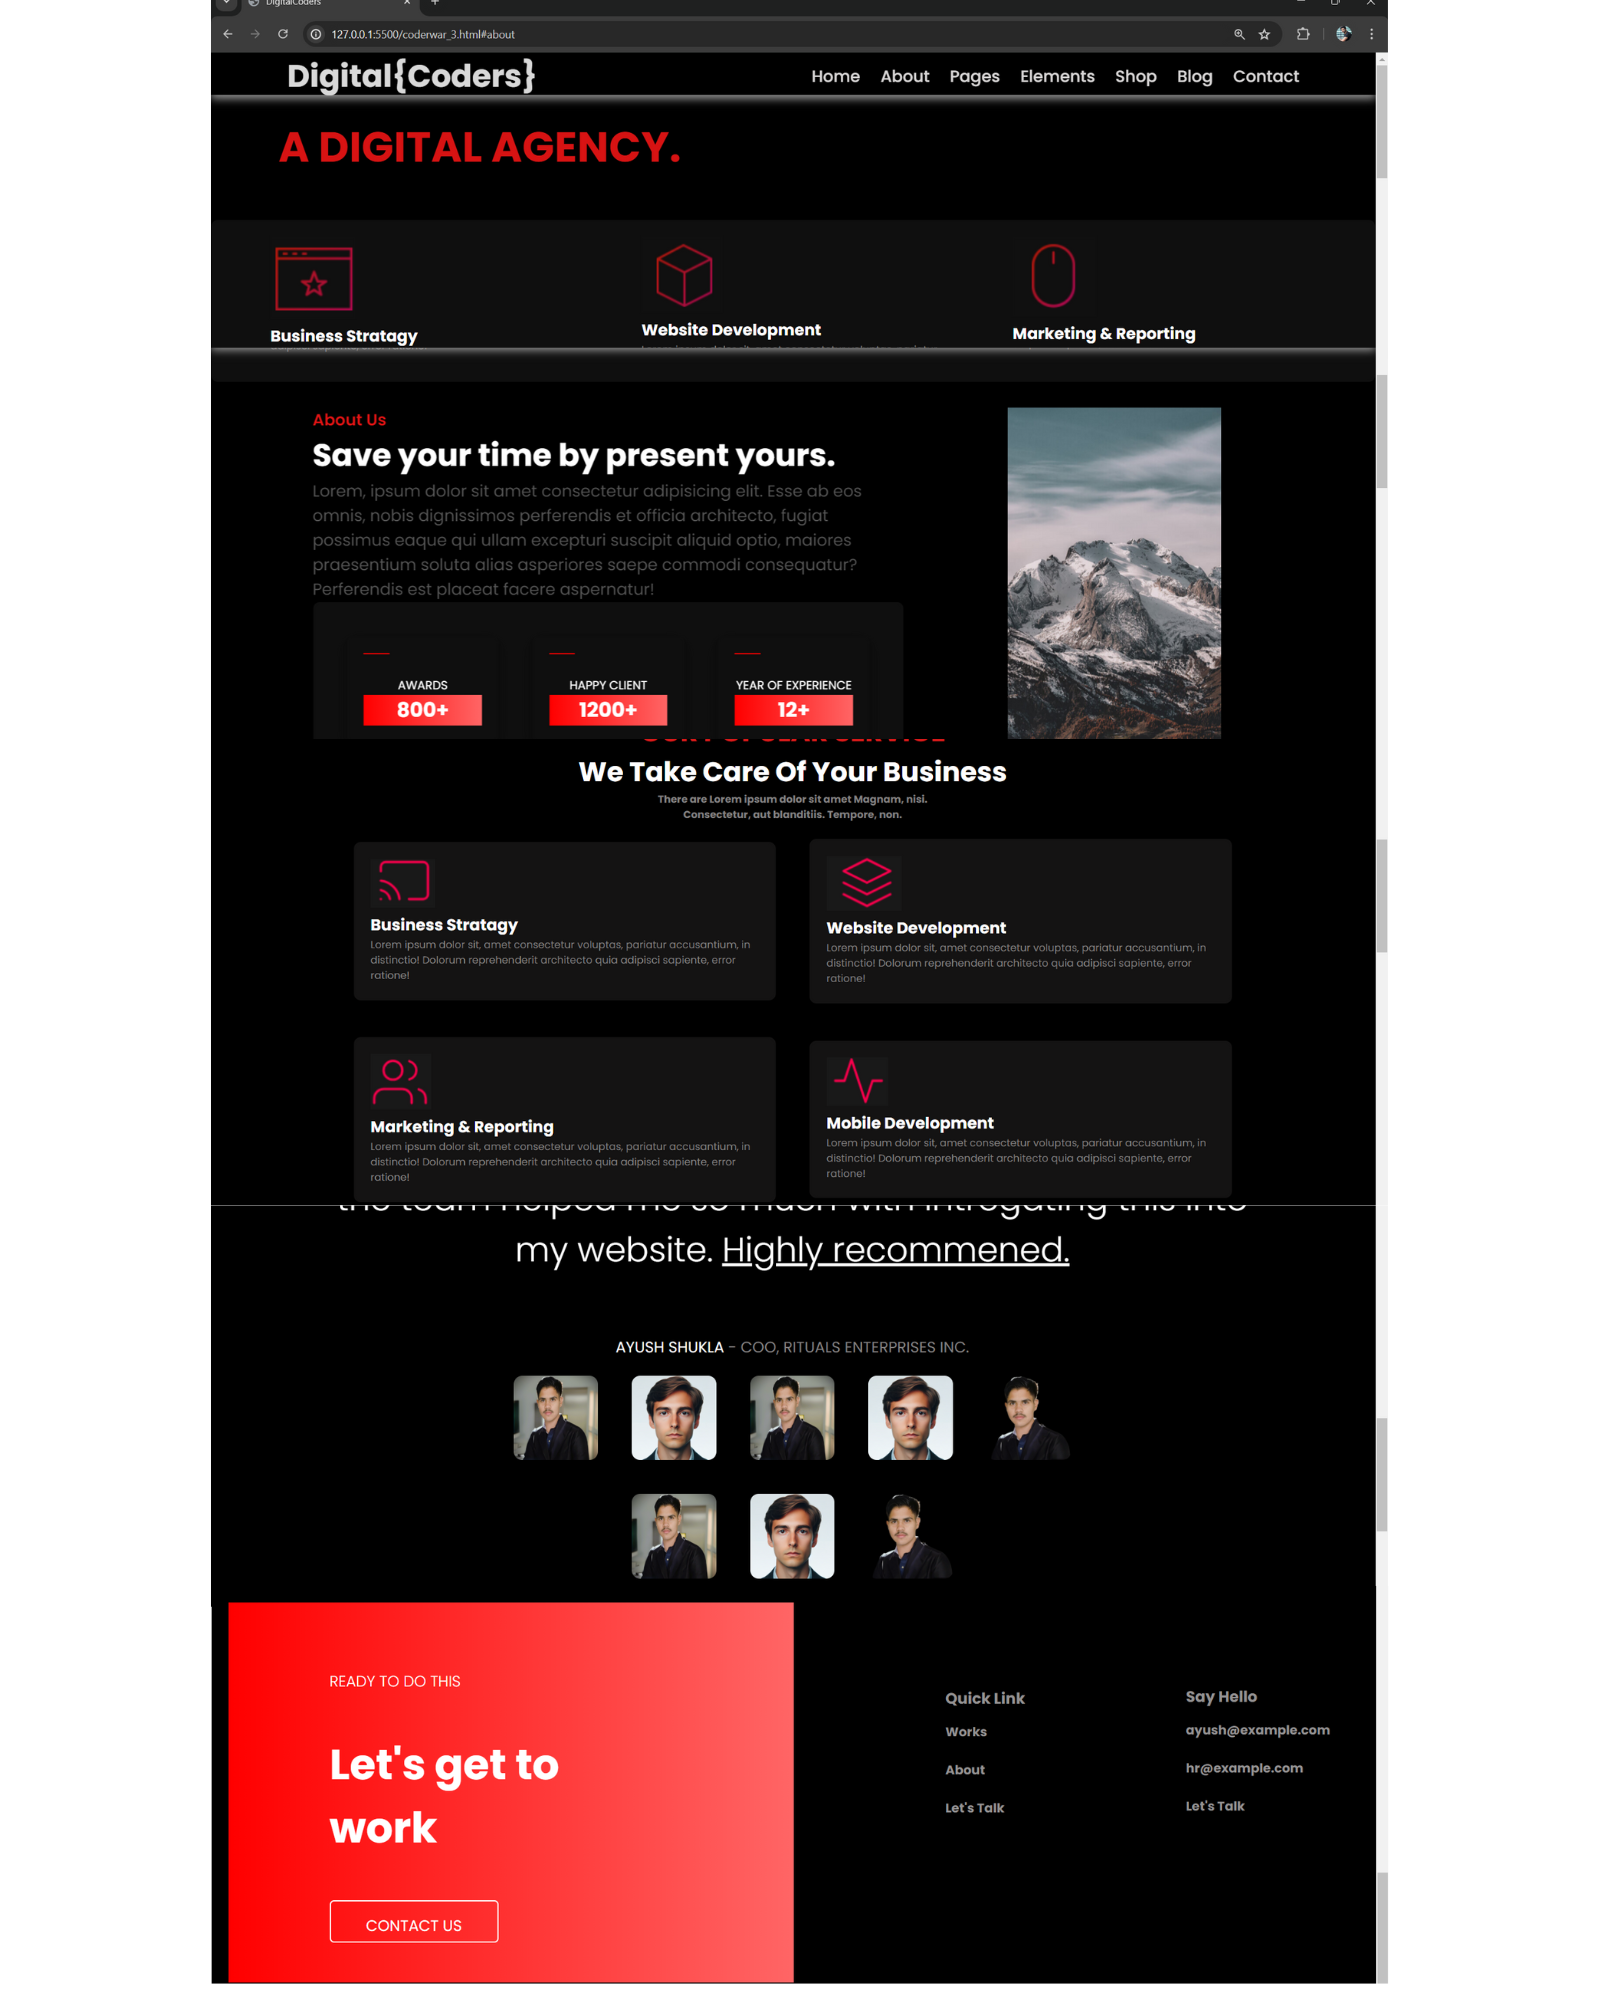 DigitalCoders
127.0.0.1:5500/coderwar_3.html#about
Digital{Coders}
Home About Pages Elements Shop Blog Contact
A DIGITAL AGENCY.
Business Stratagy
Website Development
Marketing & Reporting
About Us
Save your time by present yours.
Lorem, ipsum dolor sit amet consectetur adipisicing elit. Esse ab eos
omnis, nobis dignissimos perferendis et officia architecto, fugiat
possimus eaque qui ullam excepturi suscipit aliquid optio, maiores
praesentium soluta alias asperiores saepe commodi consequatur?
Perferendis est placeat facere aspernatur!
AWARDS
800+
HAPPY CLIENT
1200+
YEAR OF EXPERIENCE
12+
We Take Care Of Your Business
There are Lorem ipsum dolor sit amet Magnam, nisi.
Consectetur, aut blanditiis. Tempore, non.
Business Stratagy
Lorem ipsum dolor sit, amet consectetur voluptas, pariatur accusantium, in
distinctio! Dolorum reprehenderit architecto quia adipisci sapiente, error
ratione!
Website Development
Lorem ipsum dolor sit, amet consectetur voluptas, pariatur accusantium, in
distinctio! Dolorum reprehenderit architecto quia adipisci sapiente, error
ratione!
Marketing & Reporting
Lorem ipsum dolor sit, amet consectetur voluptas, pariatur accusantium, in
distinctio! Dolorum reprehenderit architecto quia adipisci sapiente, error
ratione!
Mobile Development
Lorem ipsum dolor sit, amet consectetur voluptas, pariatur accusantium, in
distinctio! Dolorum reprehenderit architecto quia adipisci sapiente, error
ratione!
the team helped me so much with intregating this into
my website. Highly recommened.
AYUSH SHUKLA - COO, RITUALS ENTERPRISES INC.
READY TO DO THIS
Let's get to
work
CONTACT US
Quick Link
Works
About
Let's Talk
Say Hello
ayush@example.com
hr@example.com
Let's Talk